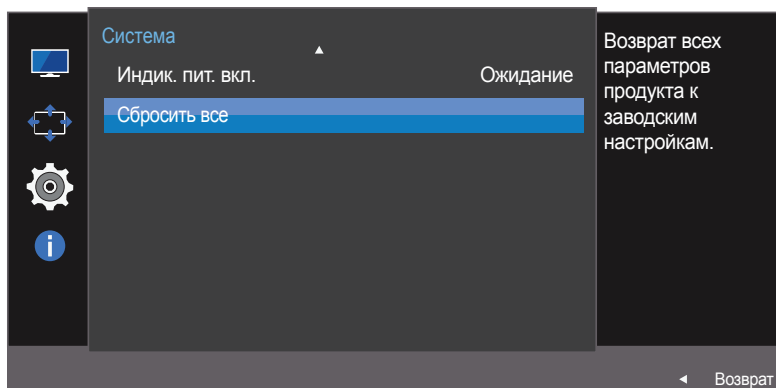 Система
Индик. пит. вкл. Ожидание
Сбросить все
Возврат всех
параметров
продукта к
заводским
настройкам.
Возврат